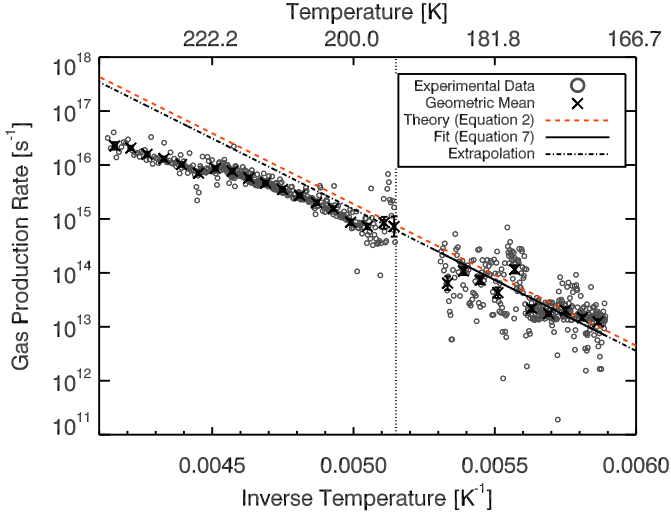 Temperature [K]
222.2 200.0 181.8 166.7
10^18
10^17
10^16
10^15
10^14
10^13
10^12
10^11
Gas Production Rate [s^-1]
Experimental Data
Geometric Mean
Theory (Equation 2)
Fit (Equation 7)
Extrapolation
0.0045 0.0050 0.0055 0.0060
Inverse Temperature [K^-1]